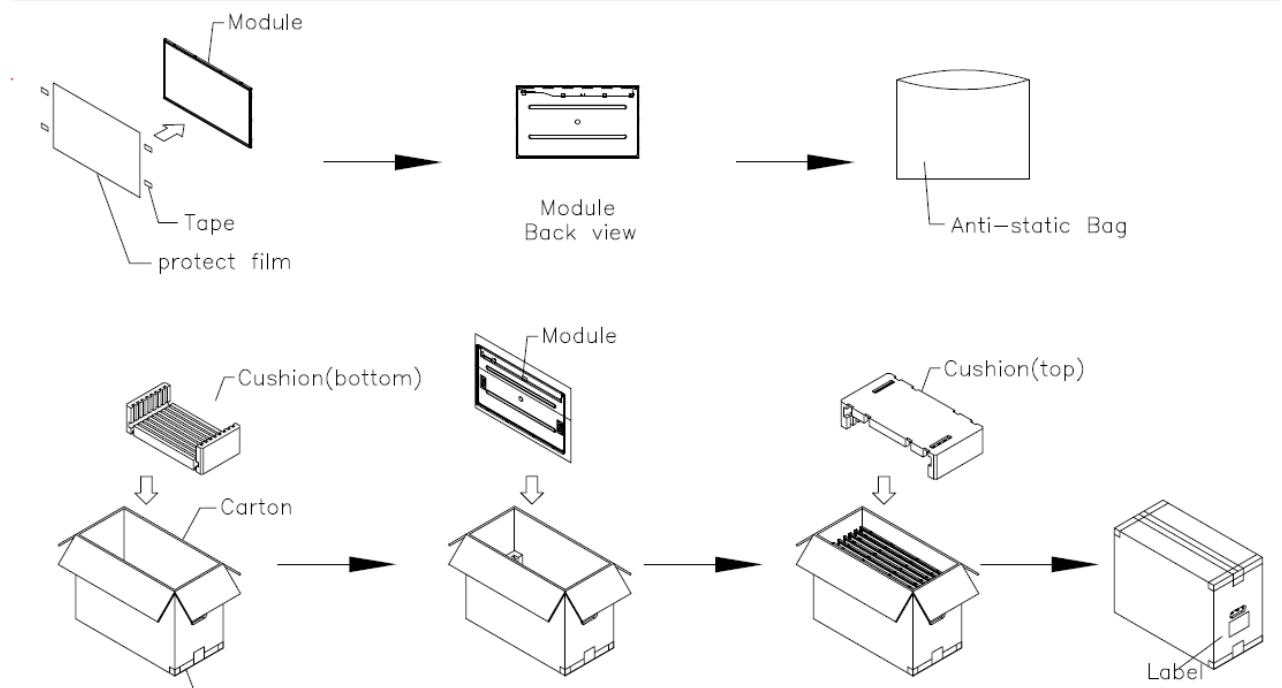 Module
Tape
protect film
Module
Back view
Anti-static Bag
Cushion(bottom)
Module
Cushion(top)
Carton
Label